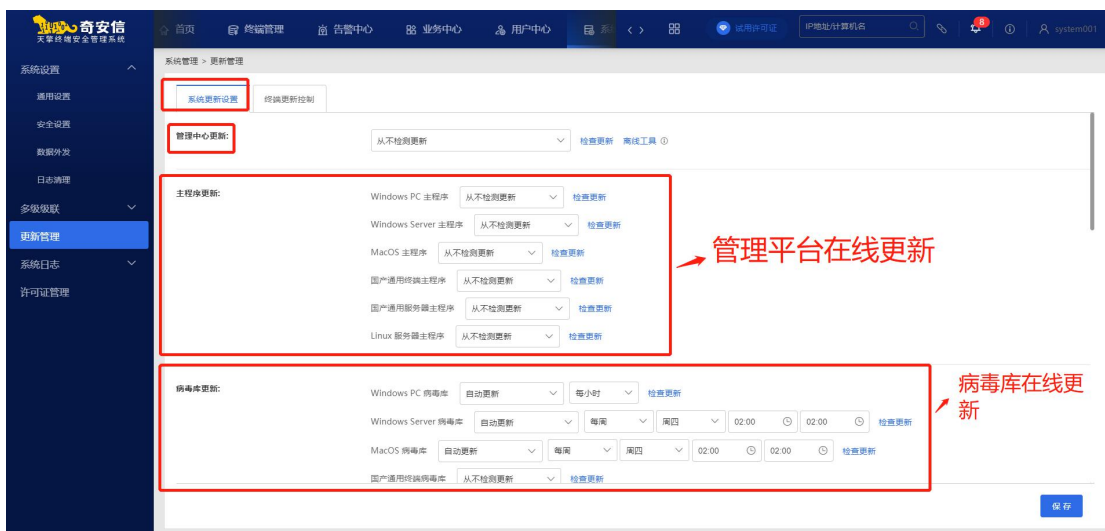 奇安信
天擎终端安全管理系统
首页
终端管理
告警中心
业务中心
用户中心
试用许可证
IP地址/计算机名
8
system001
系统设置
通用设置
安全设置
数据外发
日志清理
多级级联
更新管理
系统日志
许可证管理
系统管理 > 更新管理
系统更新设置 终端更新控制
管理中心更新: 从不检测更新 检查更新 离线工具
主程序更新: Windows PC 主程序 从不检测更新 检查更新
Windows Server 主程序 从不检测更新 检查更新
MacOS 主程序 从不检测更新 检查更新
国产通用终端主程序 从不检测更新 检查更新
国产通用服务器主程序 从不检测更新 检查更新
Linux 服务器主程序 从不检测更新 检查更新
管理平台在线更新
病毒库更新: Windows PC 病毒库 自动更新 每小时 检查更新
Windows Server 病毒库 自动更新 每周 周四 02:00 02:00 检查更新
MacOS 病毒库 自动更新 每周 周四 02:00 02:00 检查更新
国产通用终端病毒库 从不检测更新 检查更新
病毒库在线更
新
保存